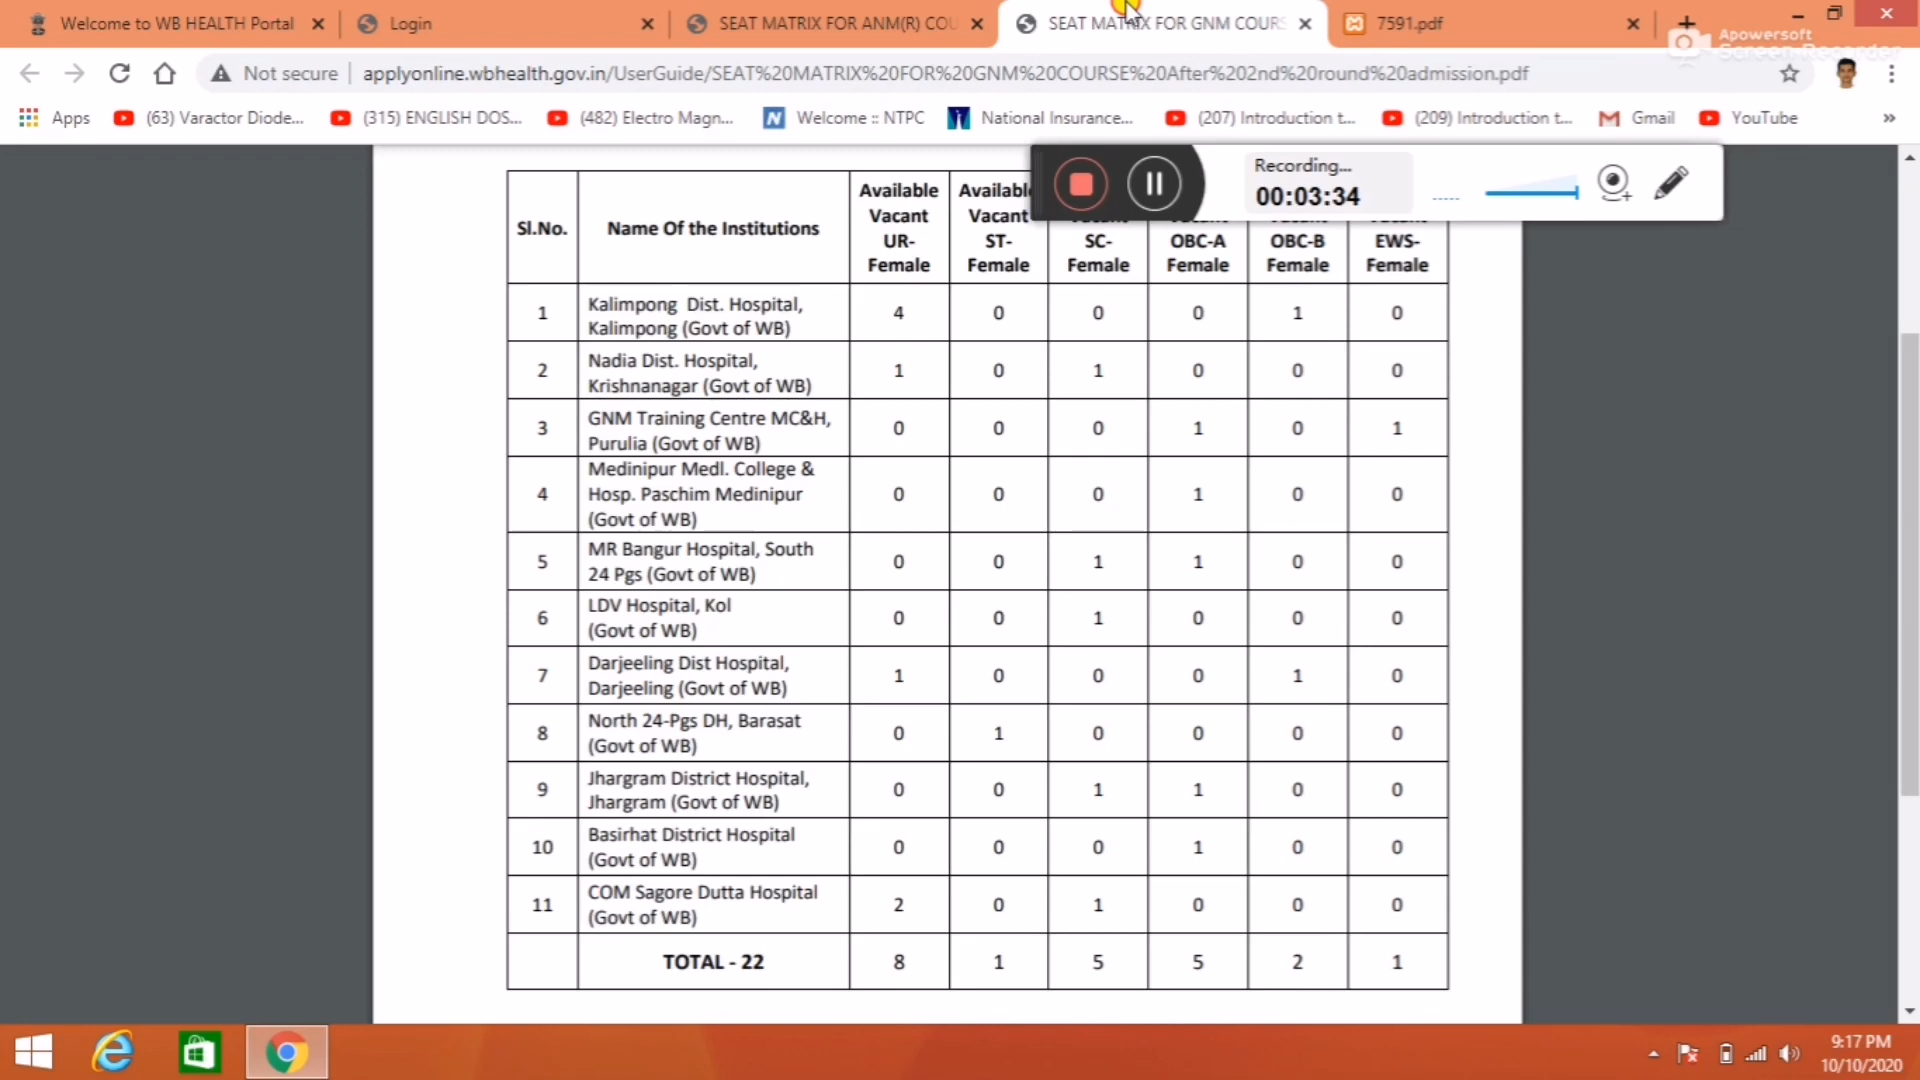 Welcome to WB HEALTH Portal
Login
SEAT MATRIX FOR ANM(R) COU
SEAT MATRIX FOR GNM COURS
7591.pdf
Apowersoft
Screen Recorder
Not secure
applyonline.wbhealth.gov.in/UserGuide/SEAT%20MATRIX%20FOR%20GNM%20COURSE%20After%202nd%20round%20admission.pdf
Apps
(63) Varactor Diode...
(315) ENGLISH DOS...
(482) Electro Magn...
Welcome :: NTPC
National Insurance...
(207) Introduction t...
(209) Introduction t...
Gmail
YouTube
»
Recording...
00:03:34
Sl.No.
Name Of the Institutions
Available
Vacant
UR-
Female
Available
Vacant
ST-
Female
SC-
Female
OBC-A
Female
OBC-B
Female
EWS-
Female
1
Kalimpong Dist. Hospital,
Kalimpong (Govt of WB)
4 0 0 0 1 0
2
Nadia Dist. Hospital,
Krishnanagar (Govt of WB)
1 0 1 0 0 0
3
GNM Training Centre MC&H,
Purulia (Govt of WB)
0 0 0 1 0 1
4
Medinipur Medl. College &
Hosp. Paschim Medinipur
(Govt of WB)
0 0 0 1 0 0
5
MR Bangur Hospital, South
24 Pgs (Govt of WB)
0 0 1 1 0 0
6
LDV Hospital, Kol
(Govt of WB)
0 0 1 0 0 0
7
Darjeeling Dist Hospital,
Darjeeling (Govt of WB)
1 0 0 0 1 0
8
North 24-Pgs DH, Barasat
(Govt of WB)
0 1 0 0 0 0
9
Jhargram District Hospital,
Jhargram (Govt of WB)
0 0 1 1 0 0
10
Basirhat District Hospital
(Govt of WB)
0 0 0 1 0 0
11
COM Sagore Dutta Hospital
(Govt of WB)
2 0 1 0 0 0
TOTAL - 22 8 1 5 5 2 1
9:17 PM
10/10/2020